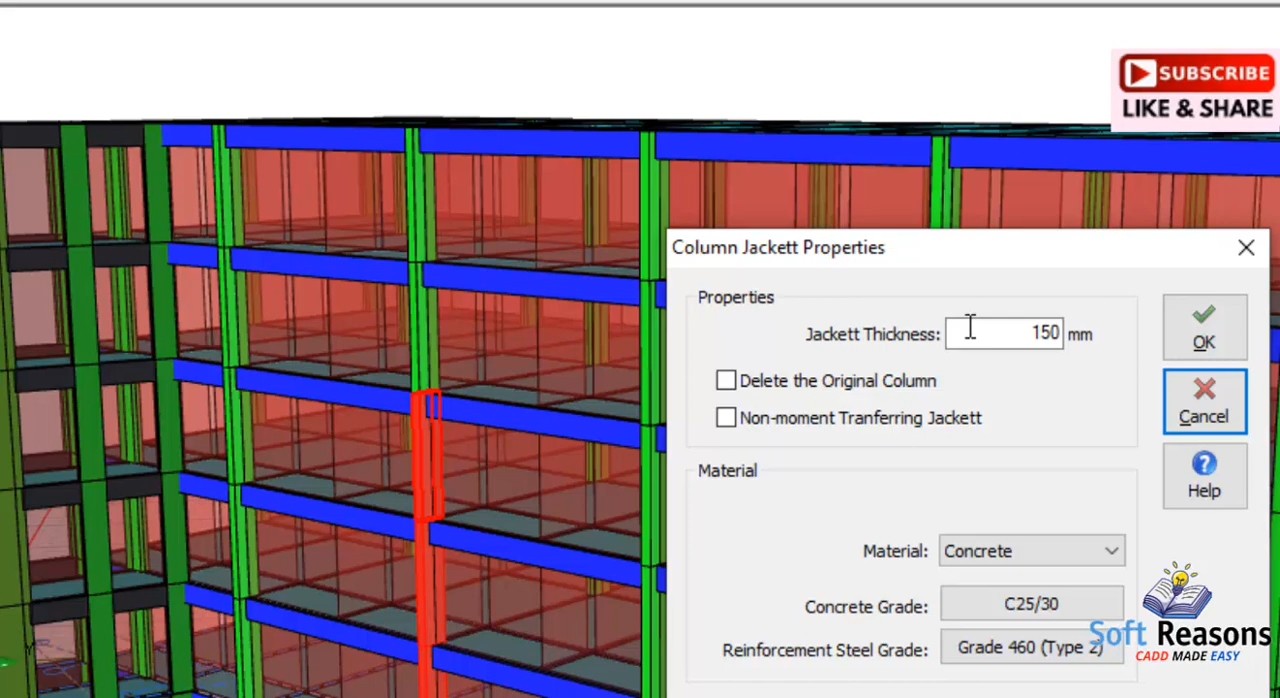 SUBSCRIBE
LIKE & SHARE
Column Jackett Properties
Properties
Jackett Thickness: 150 mm
OK
Delete the Original Column
Cancel
Non-moment Tranferring Jackett
Help
Material
Material: Concrete
Concrete Grade: C25/30
Reinforcement Steel Grade: Grade 460 (Type 2)
Soft Reasons
CADD MADE EASY
Y